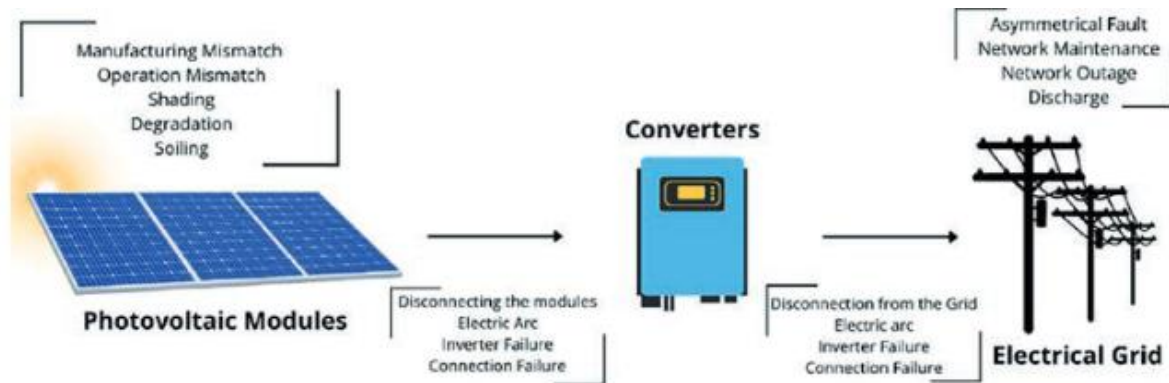 Manufacturing Mismatch
Operation Mismatch
Shading
Degradation
Soiling
Photovoltaic Modules
Disconnecting the modules
Electric Arc
Inverter Failure
Connection Failure
Converters
Disconnection from the Grid
Electric arc
Inverter Failure
Connection Failure
Asymmetrical Fault
Network Maintenance
Network Outage
Discharge
Electrical Grid